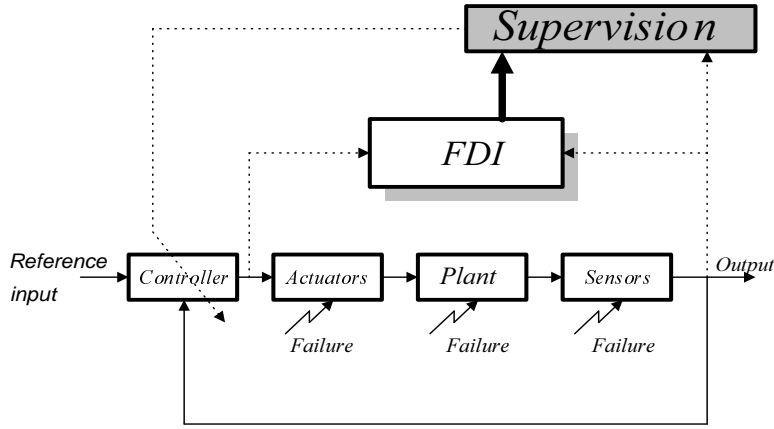 Supervision
FDI
Reference
input
Controller
Actuators
Plant
Sensors
Output
Failure
Failure
Failure